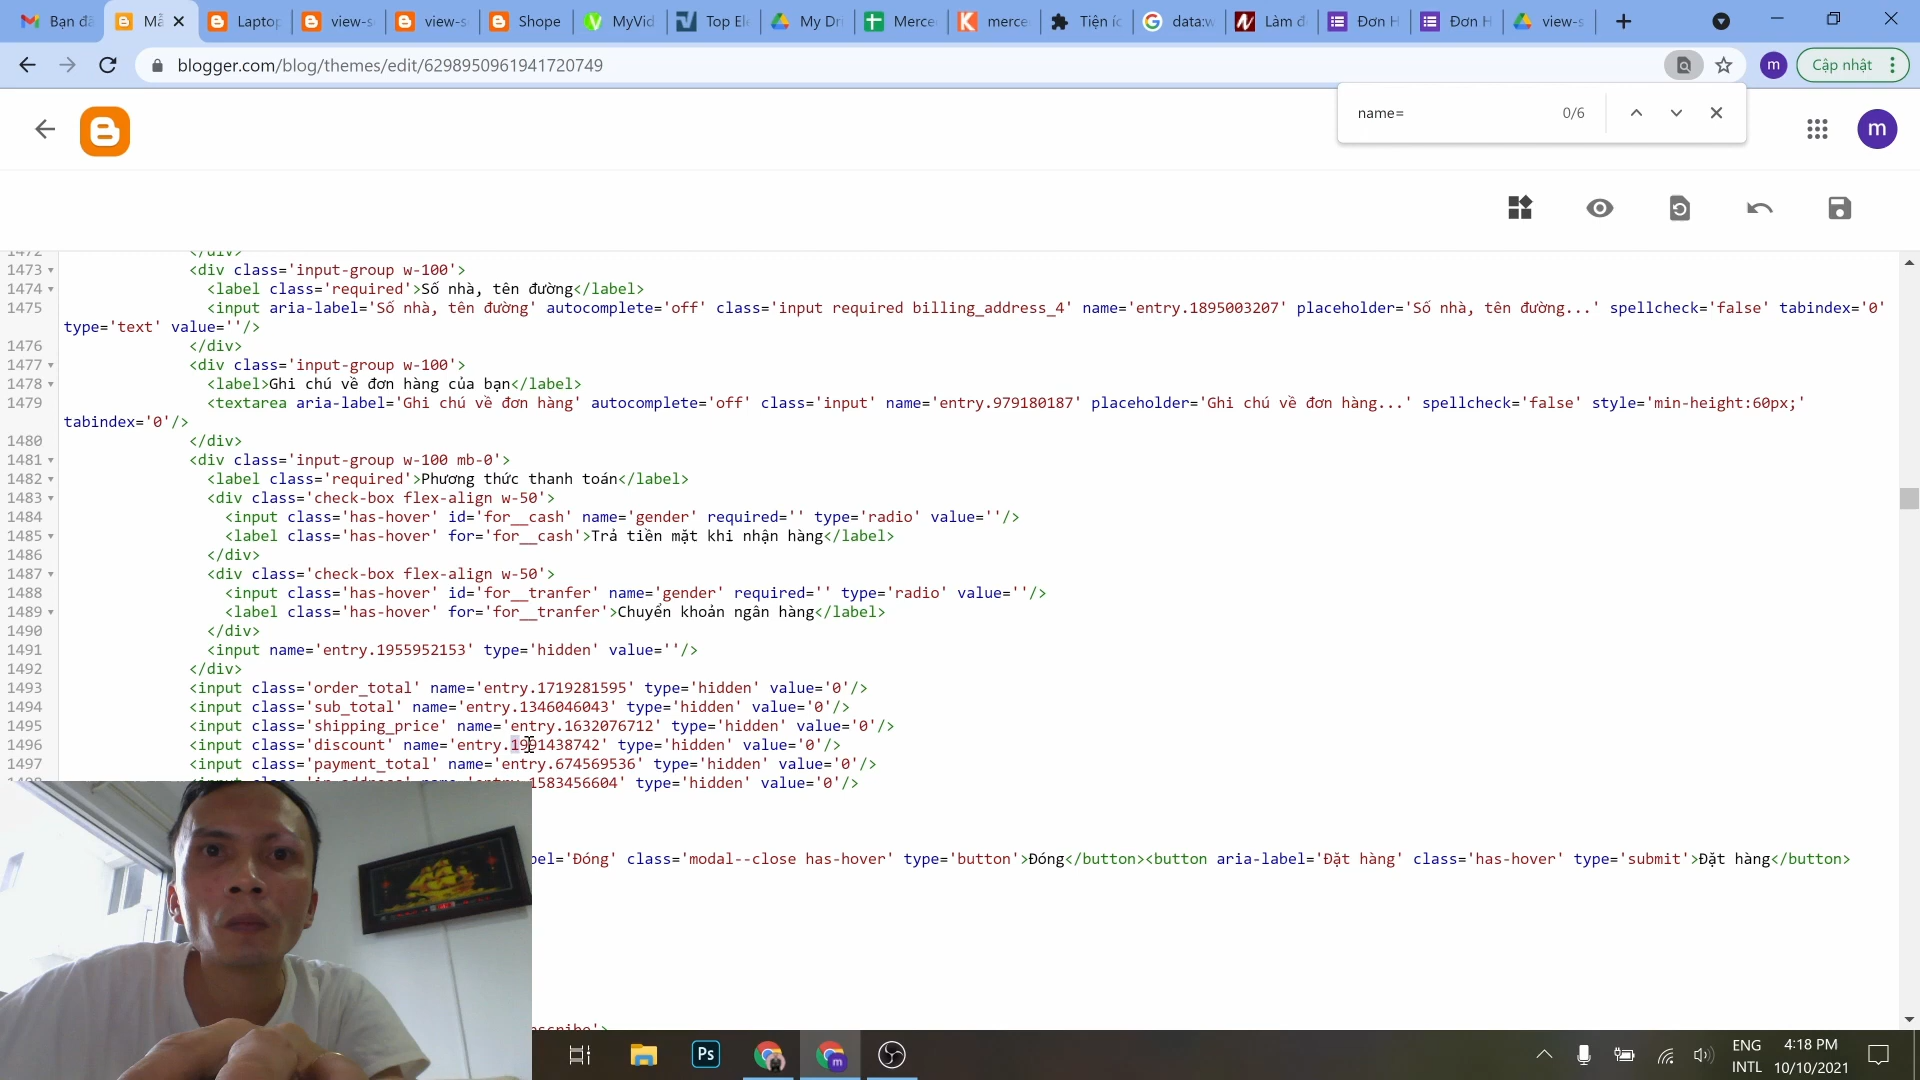 Bạn đã
Mẫ
Laptop
view-s
view-s
Shope
MyVid
Top El
My Dri
Merce
merce
Tiện íc
data:w
Làm đ
Đơn H
Đơn H
view-s
blogger.com/blog/themes/edit/6298950961941720749
m
Cập nhật
name=
0/6
m
1472 </div>
1473 <div class='input-group w-100'>
1474 <label class='required'>Số nhà, tên đường</label>
1475 <input aria-label='Số nhà, tên đường' autocomplete='off' class='input required billing_address_4' name='entry.1895003207' placeholder='Số nhà, tên đường...' spellcheck='false' tabindex='0'
type='text' value=''/>
1476 </div>
1477 <div class='input-group w-100'>
1478 <label>Ghi chú về đơn hàng của bạn</label>
1479 <textarea aria-label='Ghi chú về đơn hàng' autocomplete='off' class='input' name='entry.979180187' placeholder='Ghi chú về đơn hàng...' spellcheck='false' style='min-height:60px;'
tabindex='0'/>
1480 </div>
1481 <div class='input-group w-100 mb-0'>
1482 <label class='required'>Phương thức thanh toán</label>
1483 <div class='check-box flex-align w-50'>
1484 <input class='has-hover' id='for__cash' name='gender' required='' type='radio' value=''/>
1485 <label class='has-hover' for='for__cash'>Trả tiền mặt khi nhận hàng</label>
1486 </div>
1487 <div class='check-box flex-align w-50'>
1488 <input class='has-hover' id='for__tranfer' name='gender' required='' type='radio' value=''/>
1489 <label class='has-hover' for='for__tranfer'>Chuyển khoản ngân hàng</label>
1490 </div>
1491 <input name='entry.1955952153' type='hidden' value=''/>
1492 </div>
1493 <input class='order_total' name='entry.1719281595' type='hidden' value='0'/>
1494 <input class='sub_total' name='entry.1346046043' type='hidden' value='0'/>
1495 <input class='shipping_price' name='entry.1632076712' type='hidden' value='0'/>
1496 <input class='discount' name='entry.1991438742' type='hidden' value='0'/>
1497 <input class='payment_total' name='entry.674569536' type='hidden' value='0'/>
1498 <input class='ip_address' name='entry.1583456604' type='hidden' value='0'/>
bel='Đóng' class='modal--close has-hover' type='button'>Đóng</button><button aria-label='Đặt hàng' class='has-hover' type='submit'>Đặt hàng</button>
scribe'>
Ps
m
ENG
INTL
4:18 PM
10/10/2021